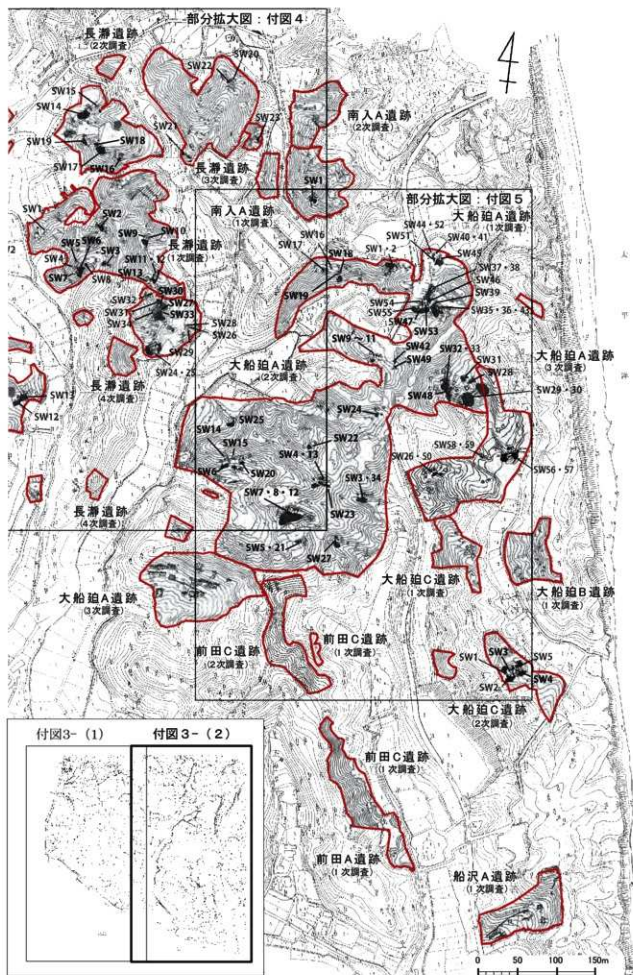 部分拡大図：付図4
長瀞遺跡
(2次調査)
SW20
SW22
SW15
SW14
SW21
SW23
南入A遺跡
(2次調査)
SW19
SW18
SW17
SW16
長瀞遺跡
(3次調査)
SW1
SW1
SW2
南入A遺跡
(1次調査)
部分拡大図：付図5
SW44・52
大船廹A遺跡
(1次調査)
SW9
SW10
長瀞遺跡
(1次調査)
SW16
SW17
SW1・2
SW51
SW40・41
SW45
SW5
SW6
SW4
SW3
SW7
SW8
SW11・12
SW13
SW18
SW37・38
SW46
SW39
SW19
SW54
SW55
SW35・36・43
SW30
SW32
SW27
SW31
SW33
SW34
SW28
SW26
SW47
SW53
SW9～11
SW42
SW49
SW32・33
SW31
大船廹A遺跡
(3次調査)
SW28
SW29
大船廹A遺跡
(2次調査)
SW48
SW29・30
長瀞遺跡
(4次調査)
SW24・25
SW13
SW12
SW25
SW24
SW14
SW15
SW22
SW58・59
SW6
SW20
SW4・13
SW26・50
SW56・57
SW3・34
SW7・8・12
SW23
長瀞遺跡
(4次調査)
SW5・21
SW27
大船廹A遺跡
(3次調査)
大船廹C遺跡
(1次調査)
大船廹B遺跡
(1次調査)
前田C遺跡
(2次調査)
前田C遺跡
(1次調査)
SW3
SW1
SW5
SW2
SW4
大船廹C遺跡
(2次調査)
太平洋
付図3-(1)
付図3-(2)
前田C遺跡
(1次調査)
前田A遺跡
(1次調査)
船沢A遺跡
(1次調査)
0 50 100 150m